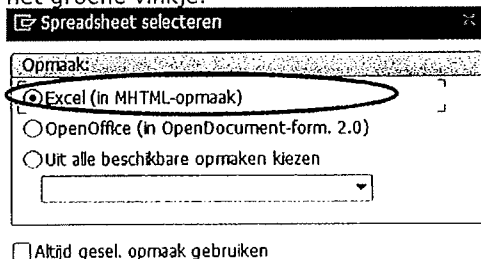 het groene vinkje.
Spreadsheet selecteren
Opmaak:
Excel (in MHTML-opmaak)
OpenOffice (in OpenDocument-form. 2.0)
Uit alle beschikbare opmaken kiezen
Altijd gesel. opmaak gebruiken